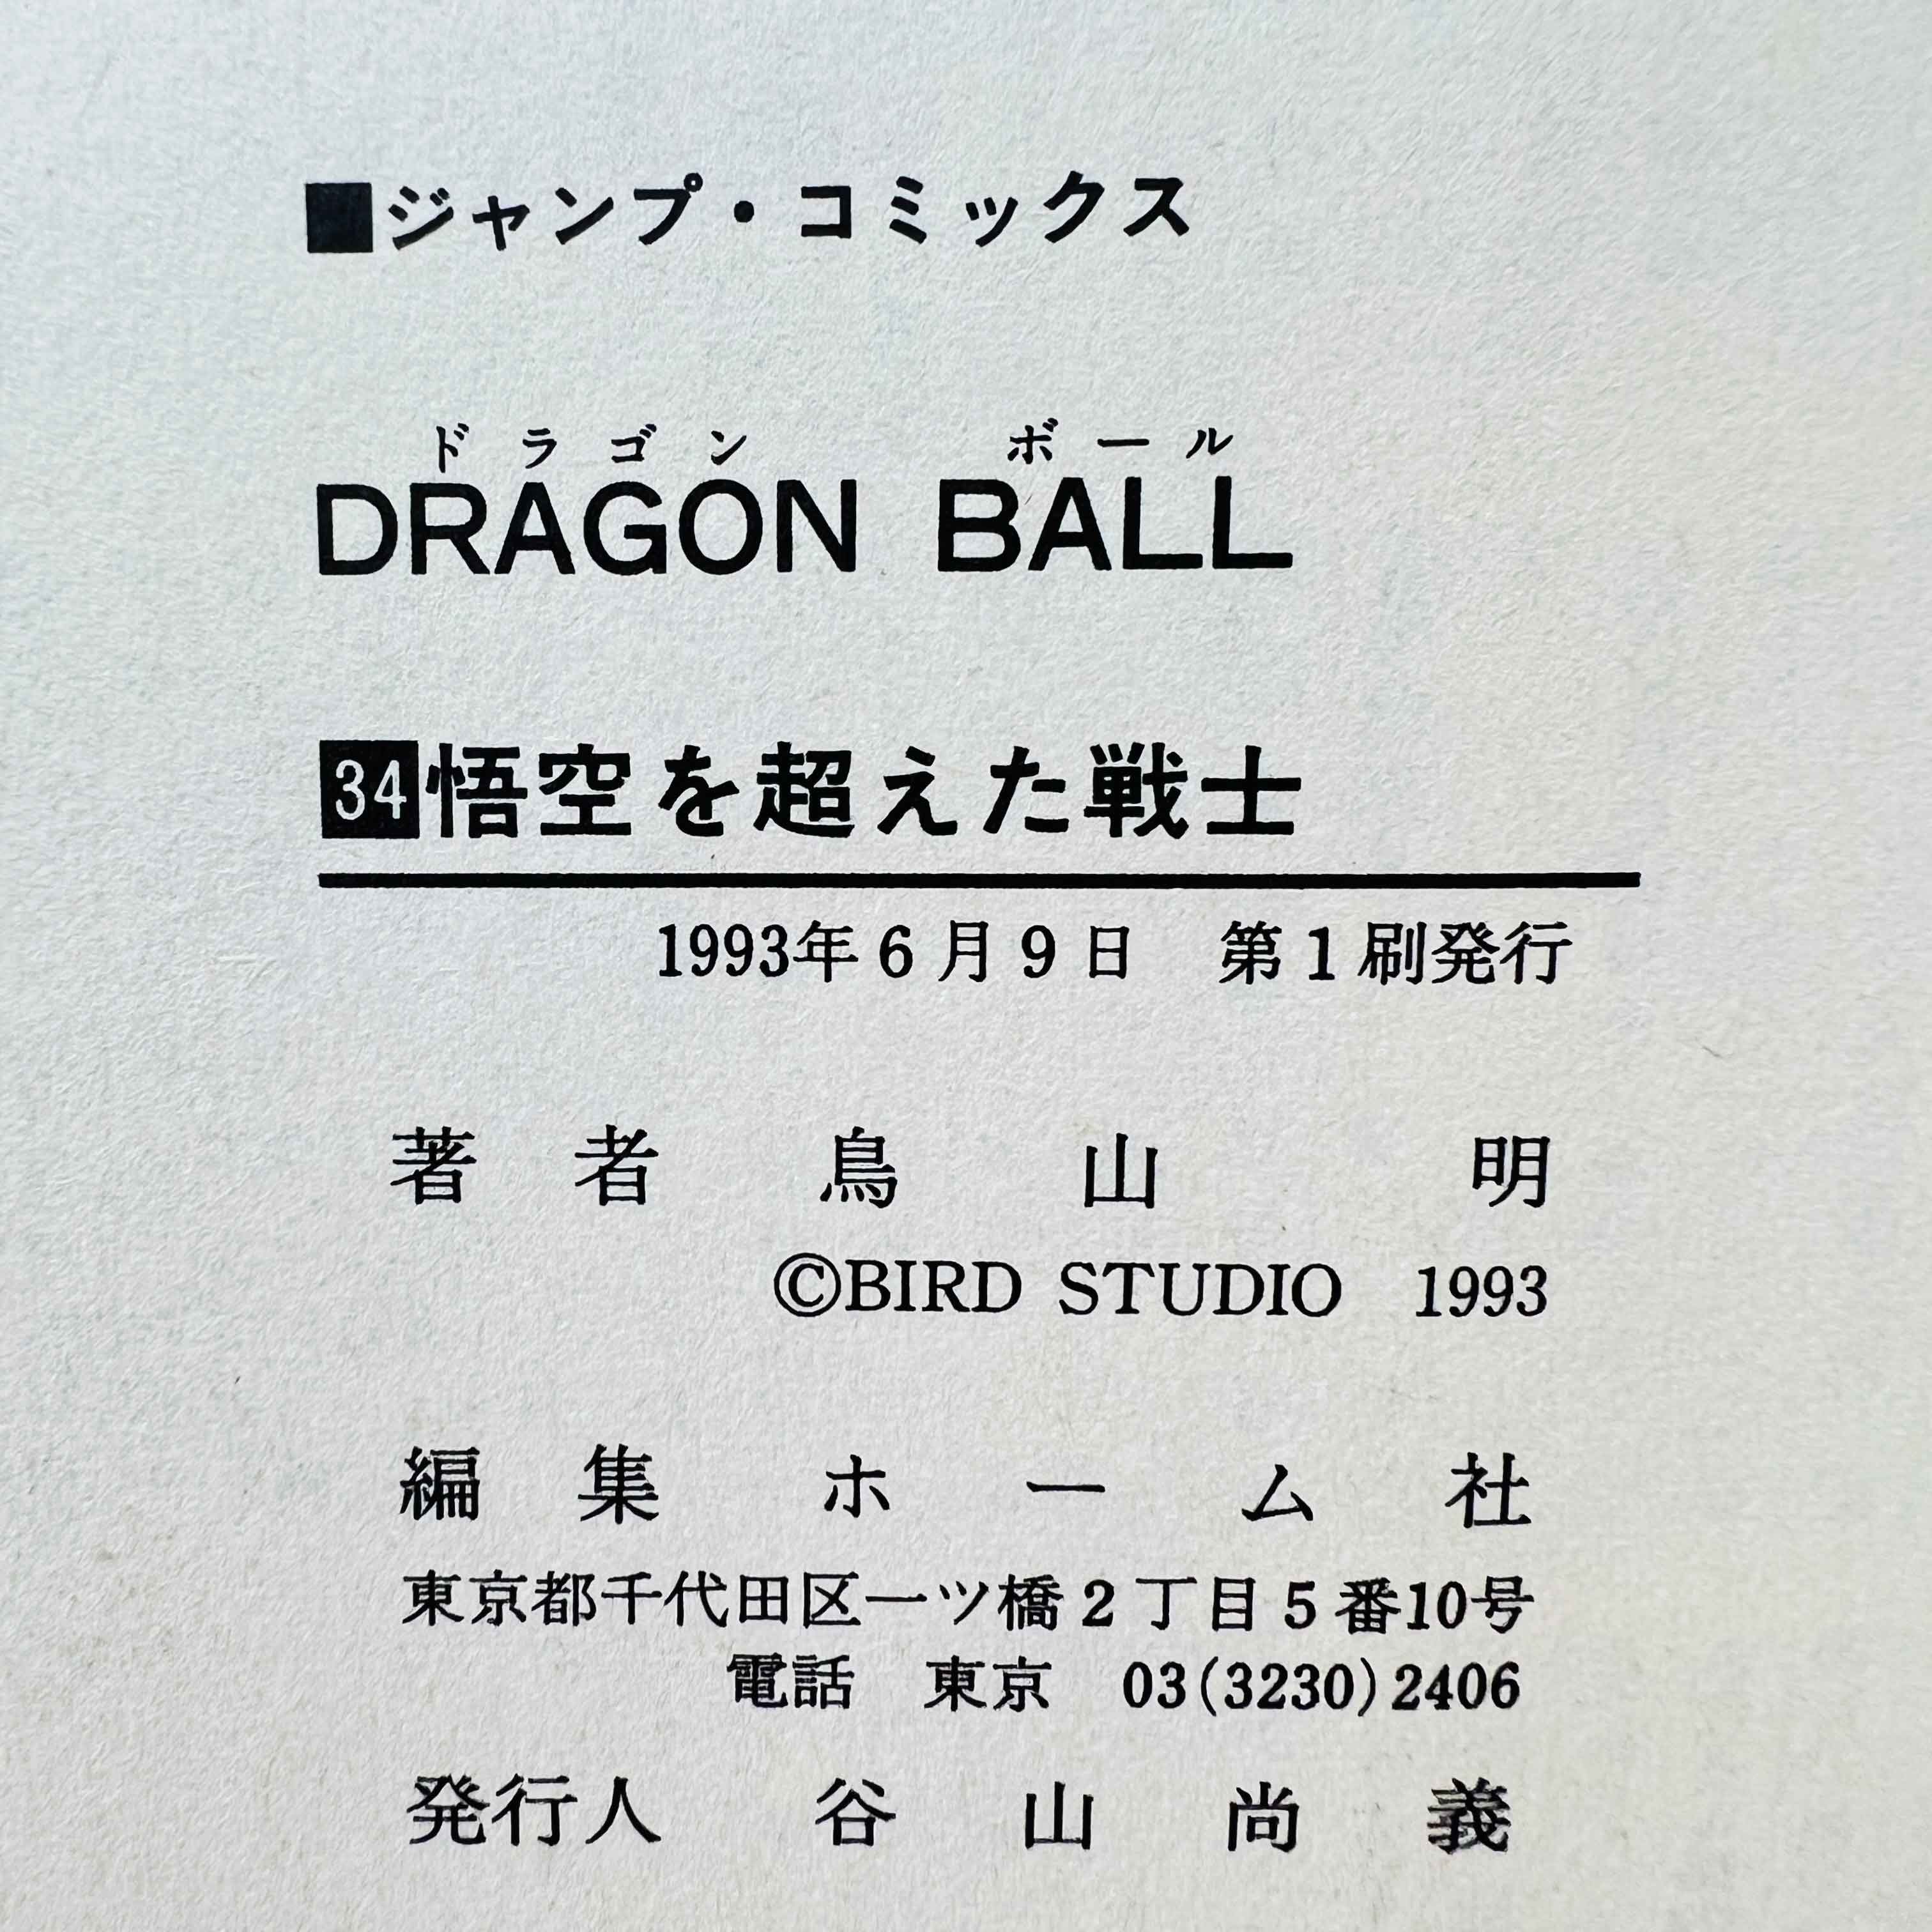 ■ジャンプ・コミックス
ドラゴン ボール
DRAGON BALL
34悟空を超えた戦士
1993年6月9日 第1刷発行
著者 鳥山明
©BIRD STUDIO 1993
編集 ホーム社
東京都千代田区一ツ橋2丁目5番10号
電話 東京 03(3230)2406
発行人 谷山尚義